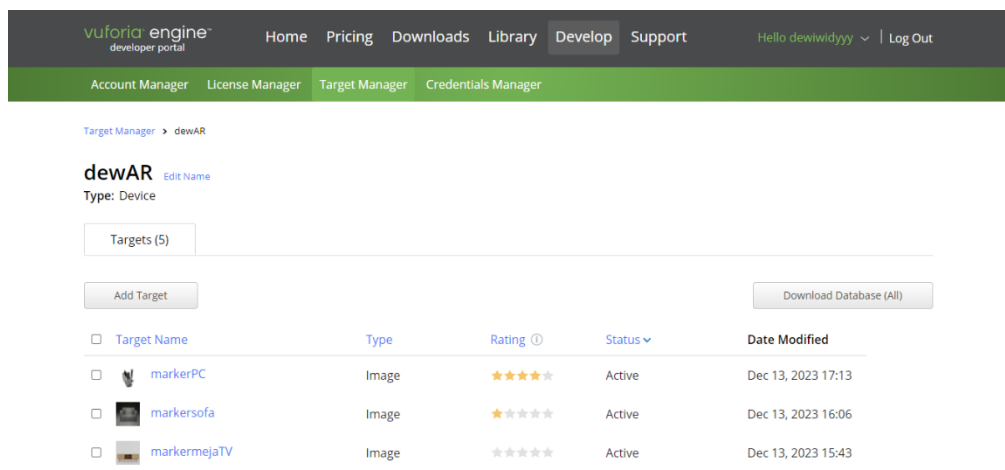 vuforia engine™
developer portal
Home Pricing Downloads Library Develop Support
Hello dewiwidyyy | Log Out
Account Manager License Manager Target Manager Credentials Manager
Target Manager > dewAR
dewAR Edit Name
Type: Device
Targets (5)
Add Target
Download Database (All)
Target Name Type Rating Status Date Modified
markerPC Image Active Dec 13, 2023 17:13
markersofa Image Active Dec 13, 2023 16:06
markermejaTV Image Active Dec 13, 2023 15:43